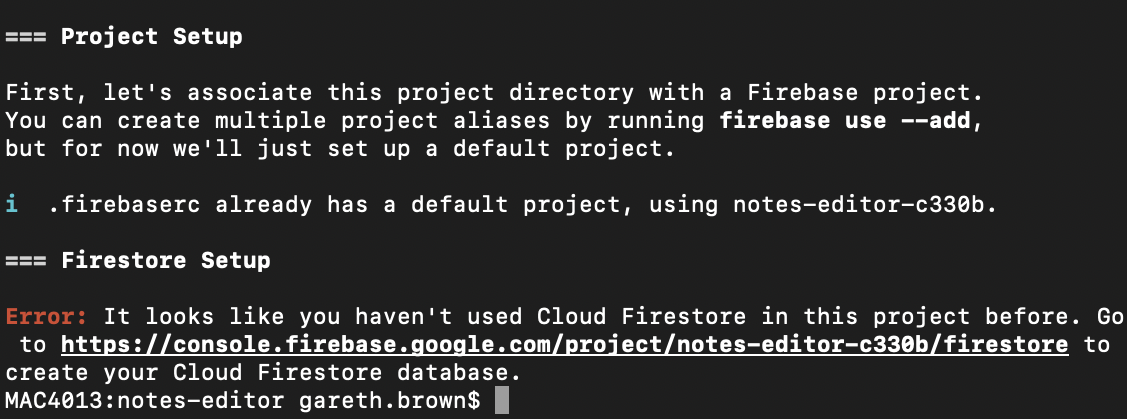 === Project Setup
First, let's associate this project directory with a Firebase project.
You can create multiple project aliases by running firebase use --add,
but for now we'll just set up a default project.
i  .firebaserc already has a default project, using notes-editor-c330b.
=== Firestore Setup
Error: It looks like you haven't used Cloud Firestore in this project before. Go
 to https://console.firebase.google.com/project/notes-editor-c330b/firestore to
create your Cloud Firestore database.
MAC4013:notes-editor gareth.brown$